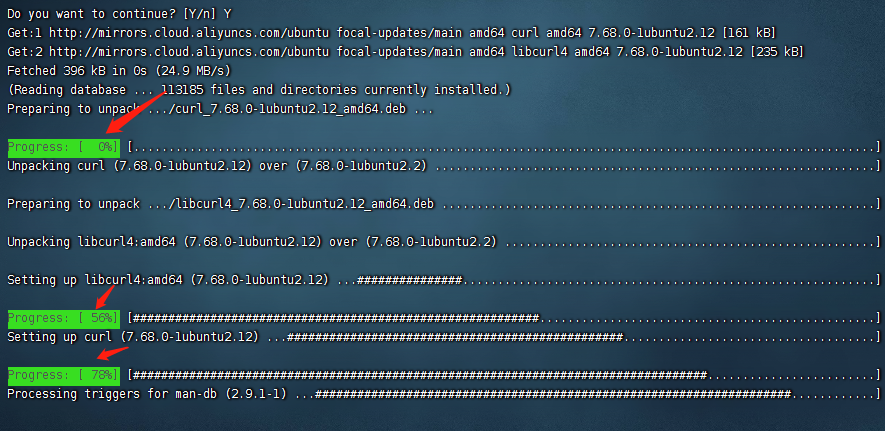 Do you want to continue? [Y/n] Y
Get:1 http://mirrors.cloud.aliyuncs.com/ubuntu focal-updates/main amd64 curl amd64 7.68.0-1ubuntu2.12 [161 kB]
Get:2 http://mirrors.cloud.aliyuncs.com/ubuntu focal-updates/main amd64 libcurl4 amd64 7.68.0-1ubuntu2.12 [235 kB]
Fetched 396 kB in 0s (24.9 MB/s)
(Reading database ... 113185 files and directories currently installed.)
Preparing to unpack .../curl_7.68.0-1ubuntu2.12_amd64.deb ...
Progress: [  0%] [..........................................................................................................]
Unpacking curl (7.68.0-1ubuntu2.12) over (7.68.0-1ubuntu2.2) ...............................................................]
Preparing to unpack .../libcurl4_7.68.0-1ubuntu2.12_amd64.deb ..............................................................]
Unpacking libcurl4:amd64 (7.68.0-1ubuntu2.12) over (7.68.0-1ubuntu2.2) .....................................................]
Setting up libcurl4:amd64 (7.68.0-1ubuntu2.12) ...###############...........................................................]
Progress: [ 56%] [##########################################################................................................]
Setting up curl (7.68.0-1ubuntu2.12) ...################################################....................................]
Progress: [ 78%] [##################################################################################........................]
Processing triggers for man-db (2.9.1-1) ...####################################################################............]